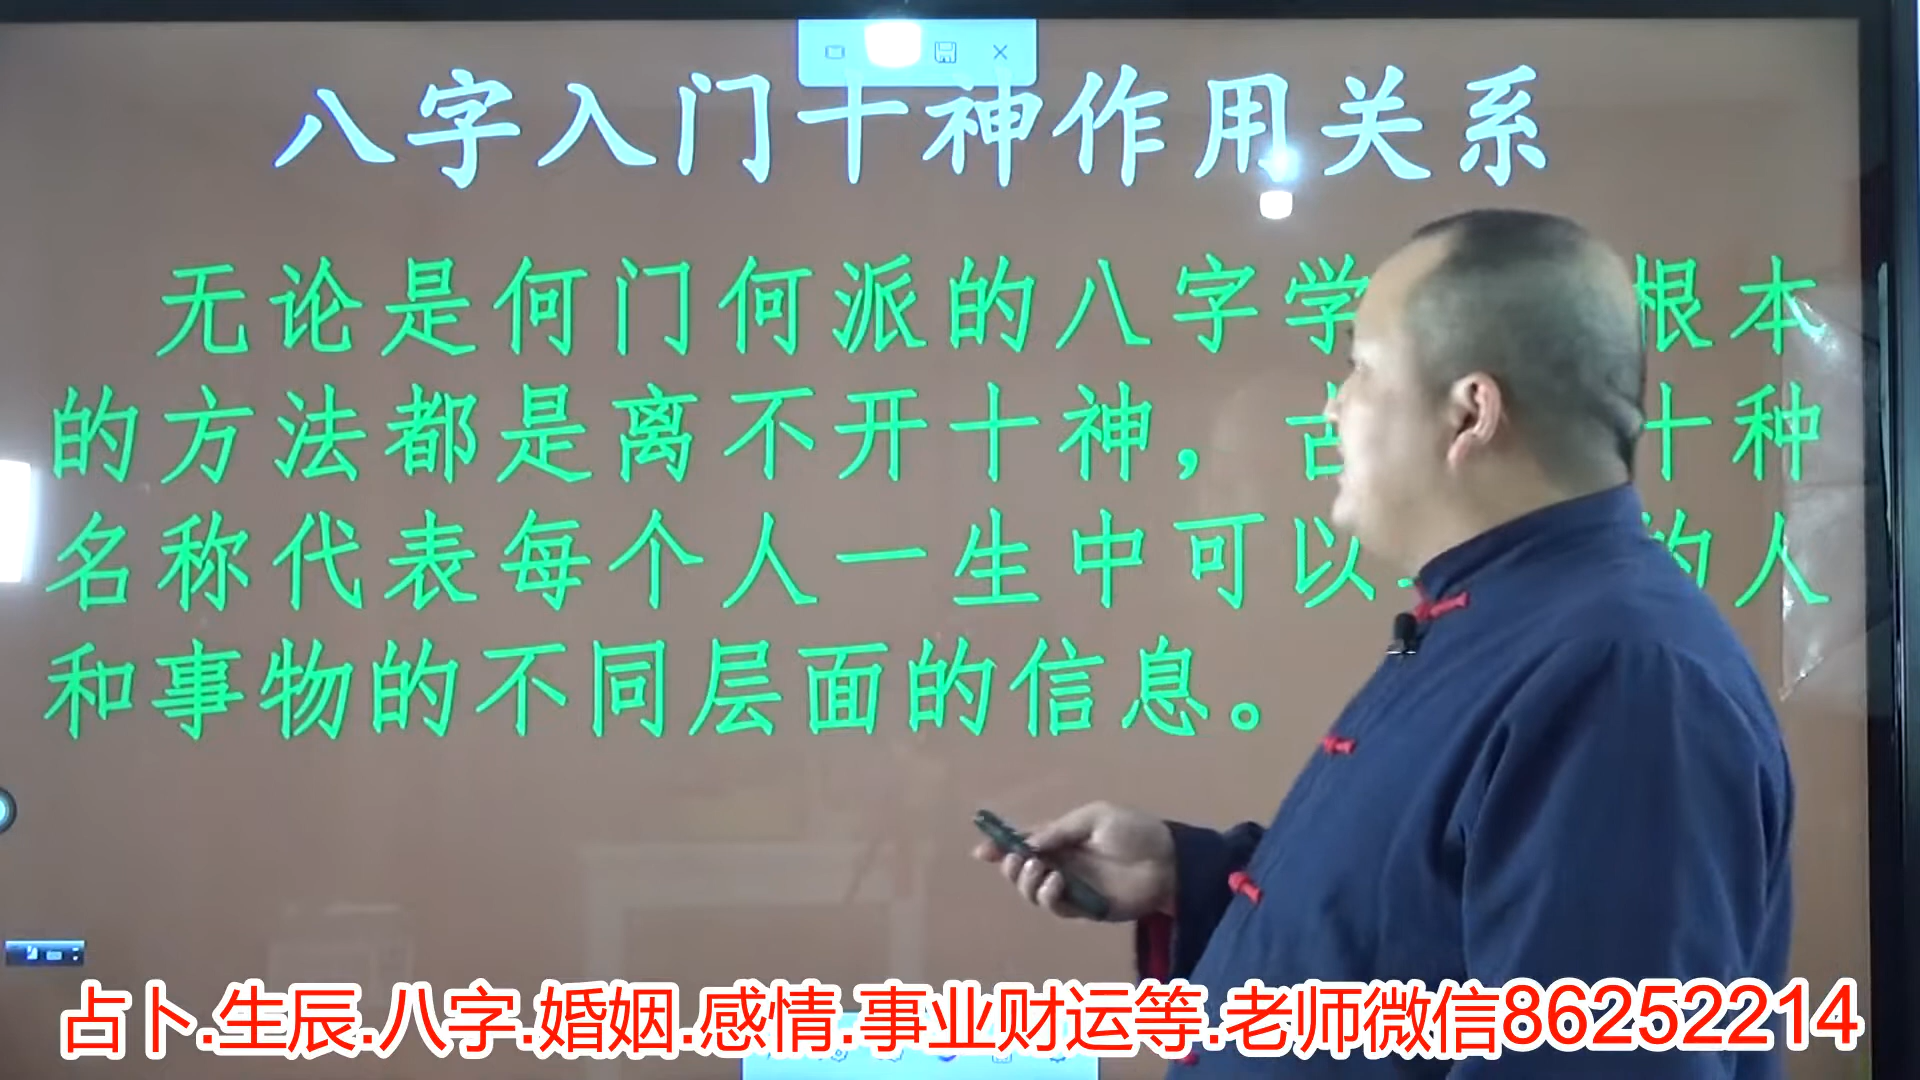 八字入门十神作用关系
无论是何门何派的八字学 根本
的方法都是离不开十神，古 十种
名称代表每个人一生中可以 的人
和事物的不同层面的信息。
占卜.生辰.八字.婚姻.感情.事业财运等.老师微信86252214